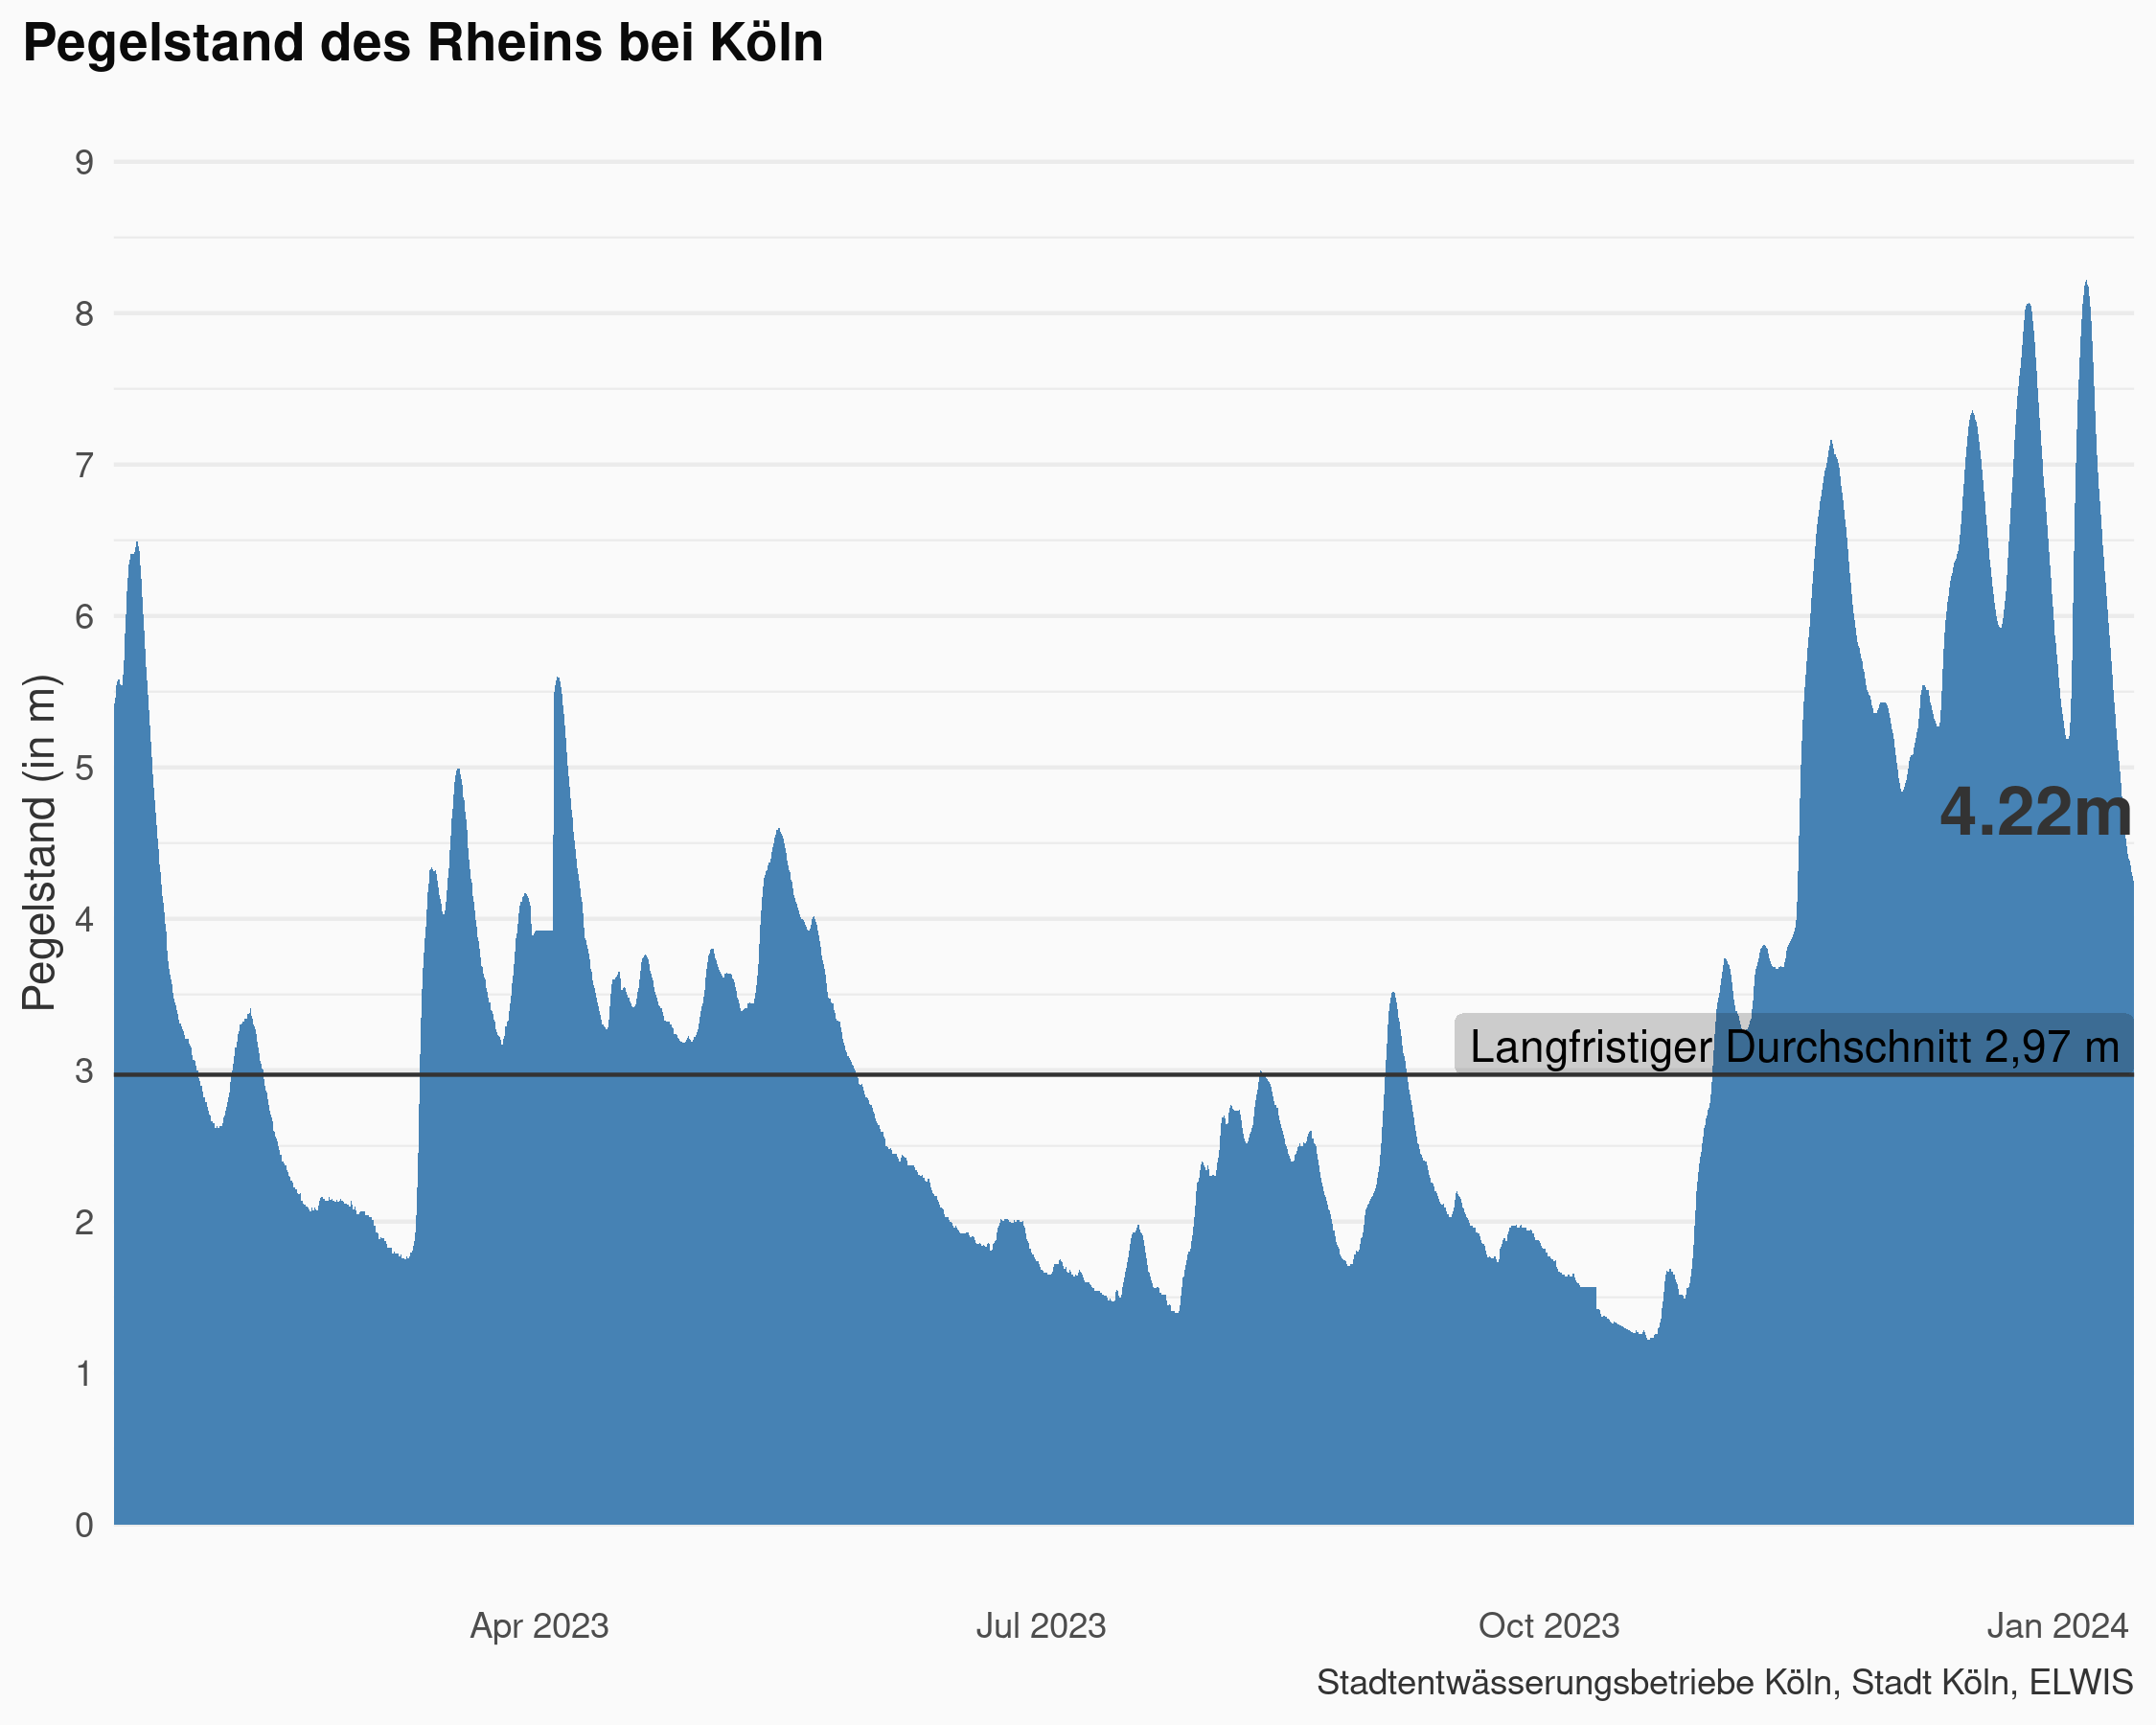 Pegelstand des Rheins bei Köln
Pegelstand (in m)
9
8
7
6
5
4
3
2
1
0
4.22m
Langfristiger Durchschnitt 2,97 m
Apr 2023 Jul 2023 Oct 2023 Jan 2024
Stadtentwässerungsbetriebe Köln, Stadt Köln, ELWIS